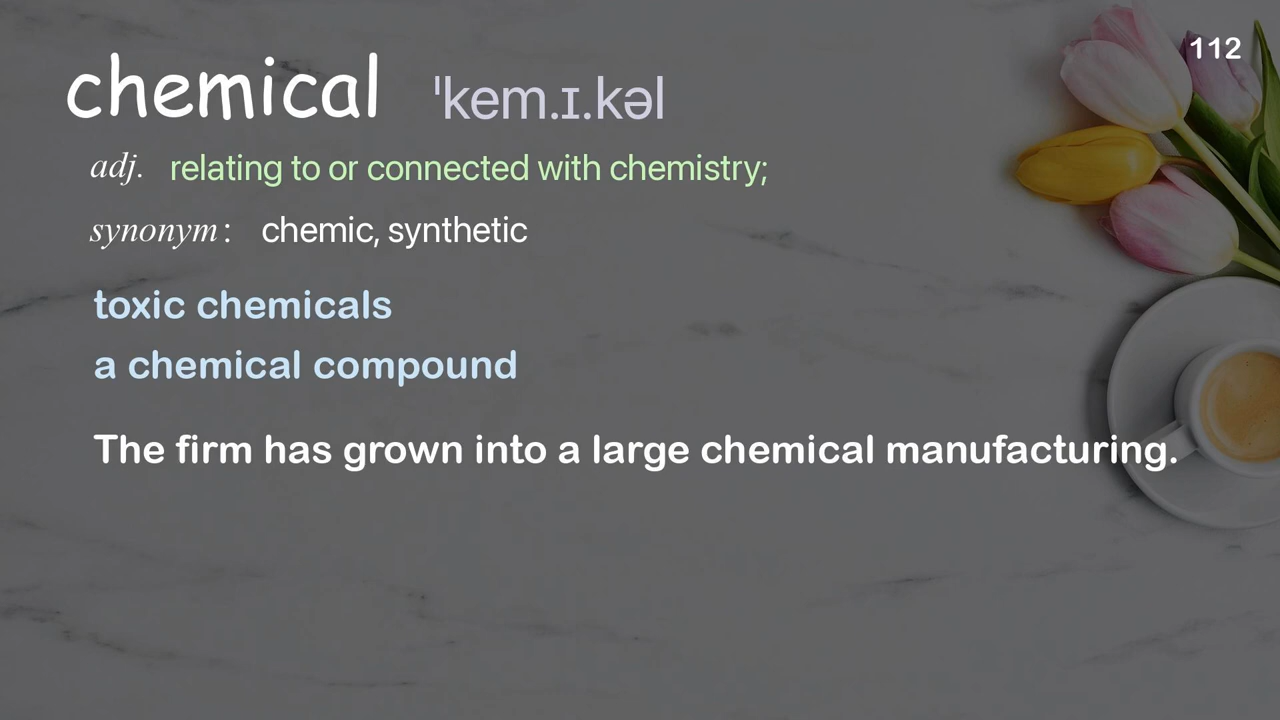 112
chemical ˈkem.ɪ.kəl
adj. relating to or connected with chemistry;
synonym: chemic, synthetic
toxic chemicals
a chemical compound
The firm has grown into a large chemical manufacturing.